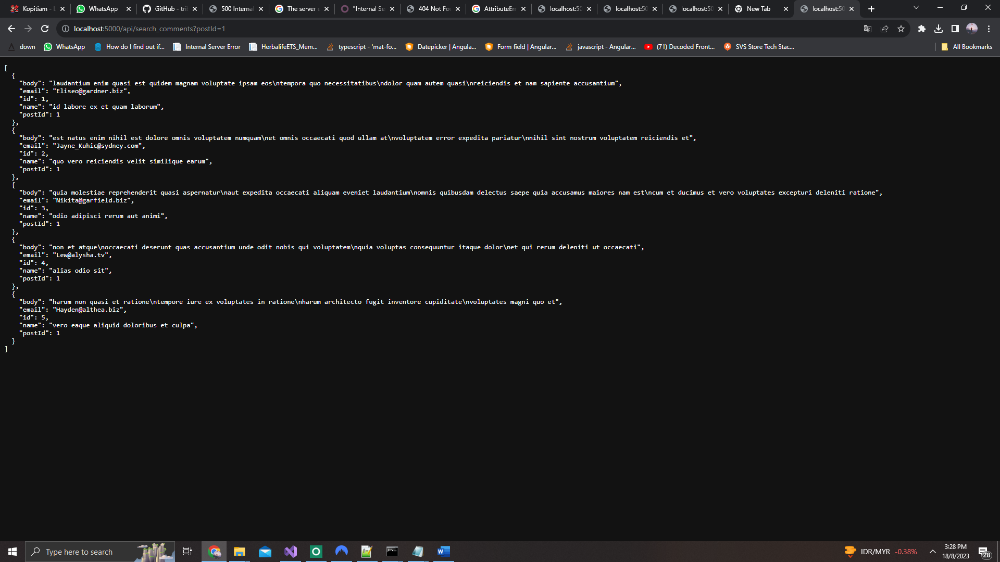 Kopitiam - L
WhatsApp
GitHub - tri
500 Internal
The server e
"Internal Se
404 Not Fo
AttributeErr
localhost:50
localhost:50
localhost:50
New Tab
localhost:50
localhost:5000/api/search_comments?postId=1
down
WhatsApp
How do I find out if...
Internal Server Error
HerbalifeETS_Mem...
typescript - 'mat-fo...
Datepicker | Angula...
Form field | Angular...
javascript - Angular...
(71) Decoded Front...
SVS Store Tech Stac...
All Bookmarks
[
{
"body": "laudantium enim quasi est quidem magnam voluptate ipsam eos\ntempora quo necessitatibus\ndolor quam autem quasi\nreiciendis et nam sapiente accusantium",
"email": "Eliseo@gardner.biz",
"id": 1,
"name": "id labore ex et quam laborum",
"postId": 1
},
{
"body": "est natus enim nihil est dolore omnis voluptatem numquam\net omnis occaecati quod ullam at\nvoluptatem error expedita pariatur\nnihil sint nostrum voluptatem reiciendis et",
"email": "Jayne_Kuhic@sydney.com",
"id": 2,
"name": "quo vero reiciendis velit similique earum",
"postId": 1
},
{
"body": "quia molestiae reprehenderit quasi aspernatur\naut expedita occaecati aliquam eveniet laudantium\nomnis quibusdam delectus saepe quia accusamus maiores nam est\ncum et ducimus et vero voluptates excepturi deleniti ratione",
"email": "Nikita@garfield.biz",
"id": 3,
"name": "odio adipisci rerum aut animi",
"postId": 1
},
{
"body": "non et atque\noccaecati deserunt quas accusantium unde odit nobis qui voluptatem\nquia voluptas consequuntur itaque dolor\net qui rerum deleniti ut occaecati",
"email": "Lew@alysha.tv",
"id": 4,
"name": "alias odio sit",
"postId": 1
},
{
"body": "harum non quasi et ratione\ntempore iure ex voluptates in ratione\nharum architecto fugit inventore cupiditate\nvoluptates magni quo et",
"email": "Hayden@althea.biz",
"id": 5,
"name": "vero eaque aliquid doloribus et culpa",
"postId": 1
}
]
Type here to search
IDR/MYR -0.38%
3:28 PM
18/8/2023
28